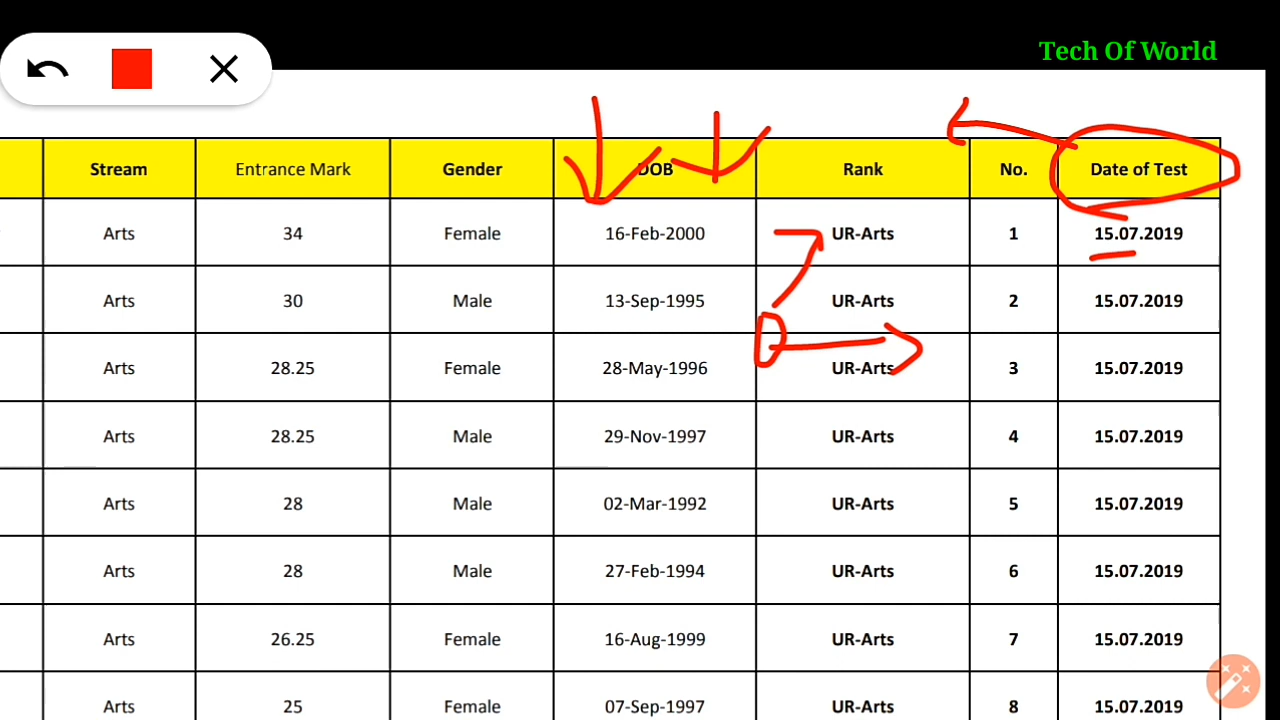 Tech Of World
Stream Entrance Mark Gender DOB Rank No. Date of Test
Arts 34 Female 16-Feb-2000 UR-Arts 1 15.07.2019
Arts 30 Male 13-Sep-1995 UR-Arts 2 15.07.2019
Arts 28.25 Female 28-May-1996 UR-Arts 3 15.07.2019
Arts 28.25 Male 29-Nov-1997 UR-Arts 4 15.07.2019
Arts 28 Male 02-Mar-1992 UR-Arts 5 15.07.2019
Arts 28 Male 27-Feb-1994 UR-Arts 6 15.07.2019
Arts 26.25 Female 16-Aug-1999 UR-Arts 7 15.07.2019
Arts 25 Female 07-Sep-1997 UR-Arts 8 15.07.2019